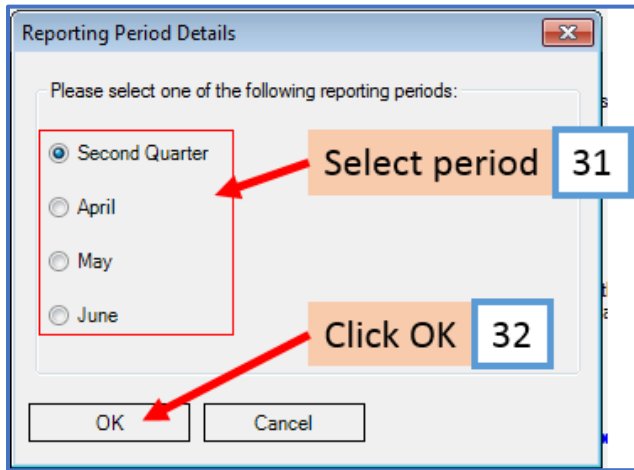 Reporting Period Details
Please select one of the following reporting periods:
Second Quarter
Select period 31
April
May
June
Click OK 32
OK Cancel